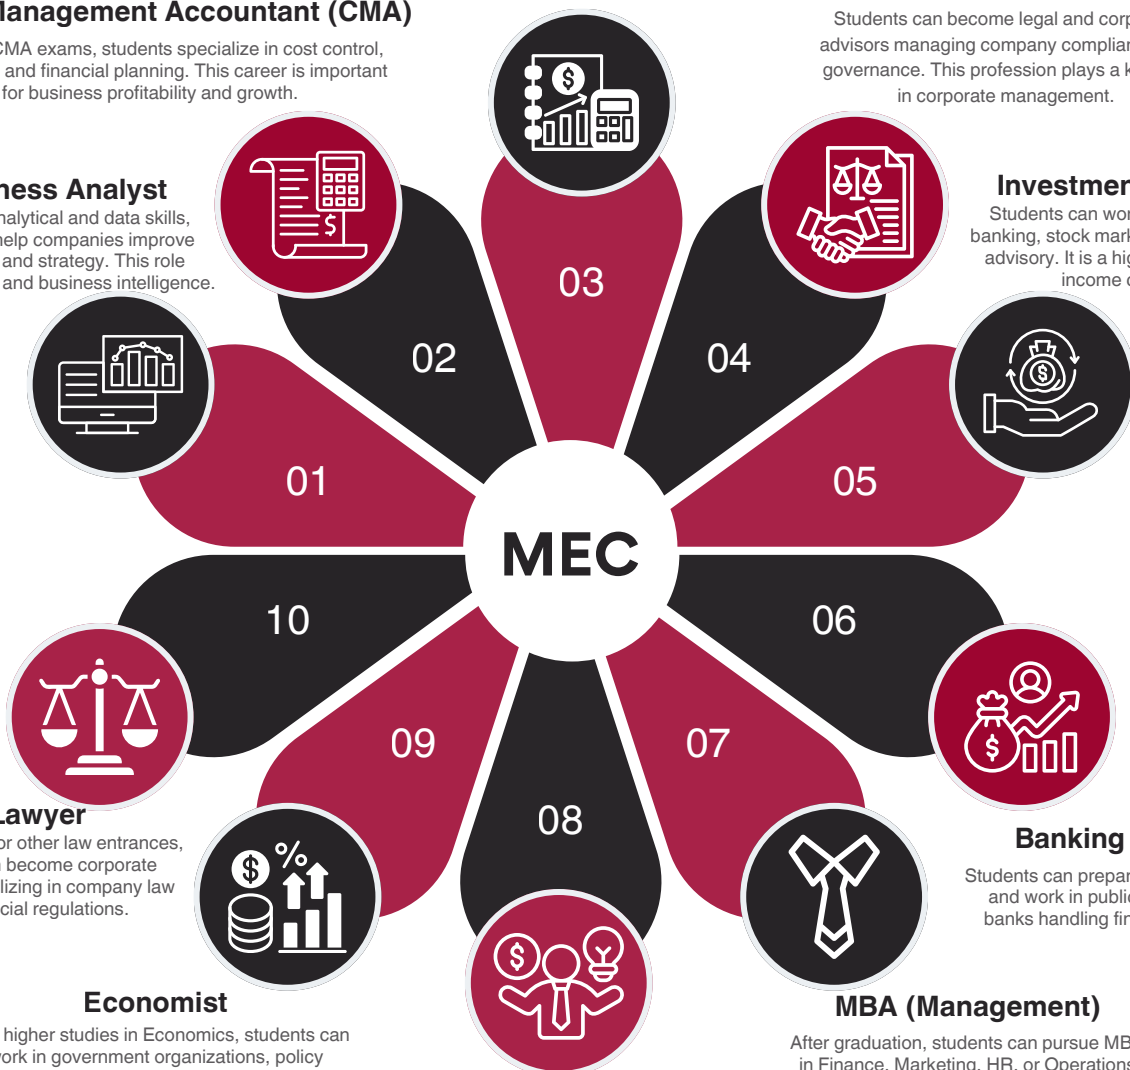 Management Accountant (CMA)
CMA exams, students specialize in cost control,
and financial planning. This career is important
for business profitability and growth.
Students can become legal and corp
advisors managing company complian
governance. This profession plays a k
in corporate management.
ness Analyst
nalytical and data skills,
help companies improve
and strategy. This role
and business intelligence.
Investmen
Students can wor
banking, stock mark
advisory. It is a hig
income
03
02
04
01
05
MEC
10
06
09
07
08
Lawyer
or other law entrances,
become corporate
lizing in company law
cial regulations.
Banking
Students can prepar
and work in public
banks handling fin
Economist
higher studies in Economics, students can
work in government organizations, policy
MBA (Management)
After graduation, students can pursue MB
in Finance, Marketing, HR, or Operations